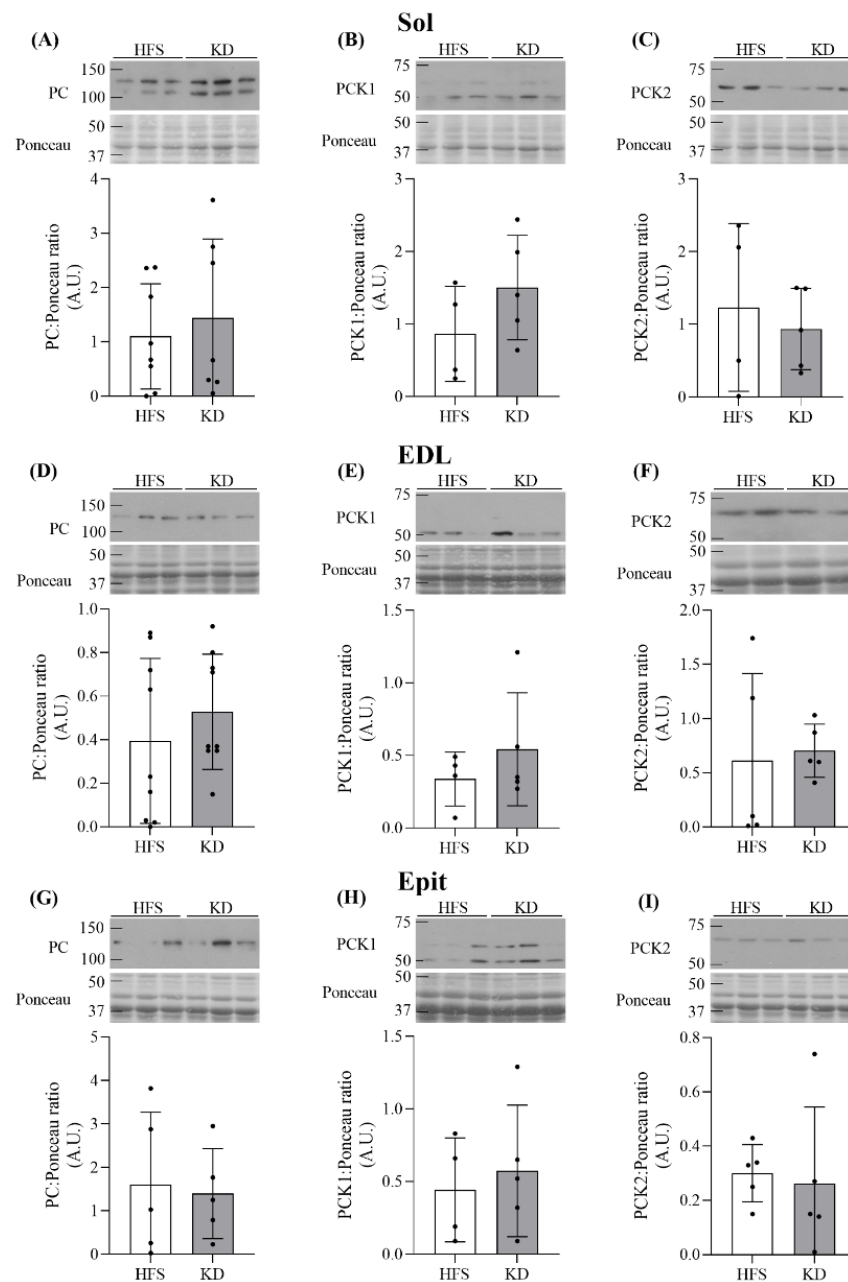 Sol
(A)
HFS KD
150
PC
100
50
Ponceau
37
4
3
2
1
0
PC:Ponceau ratio
(A.U.)
HFS KD
(B)
HFS KD
75
PCK1
50
50
Ponceau
37
3
2
1
0
PCK1:Ponceau ratio
(A.U.)
HFS KD
(C)
HFS KD
75
PCK2
50
50
Ponceau
37
3
2
1
0
PCK2:Ponceau ratio
(A.U.)
HFS KD
EDL
(D)
HFS KD
150
PC
100
50
Ponceau
37
1.0
0.8
0.6
0.4
0.2
0.0
PC:Ponceau ratio
(A.U.)
HFS KD
(E)
HFS KD
75
PCK1
50
50
Ponceau
37
1.5
1.0
0.5
0.0
PCK1:Ponceau ratio
(A.U.)
HFS KD
(F)
HFS KD
75
PCK2
50
50
Ponceau
37
2.0
1.5
1.0
0.5
0.0
PCK2:Ponceau ratio
(A.U.)
HFS KD
Epit
(G)
HFS KD
150
PC
100
50
Ponceau
37
5
4
3
2
1
0
PC:Ponceau ratio
(A.U.)
HFS KD
(H)
HFS KD
75
PCK1
50
50
Ponceau
37
1.5
1.0
0.5
0.0
PCK1:Ponceau ratio
(A.U.)
HFS KD
(I)
HFS KD
75
PCK2
50
50
Ponceau
37
0.8
0.6
0.4
0.2
0.0
PCK2:Ponceau ratio
(A.U.)
HFS KD